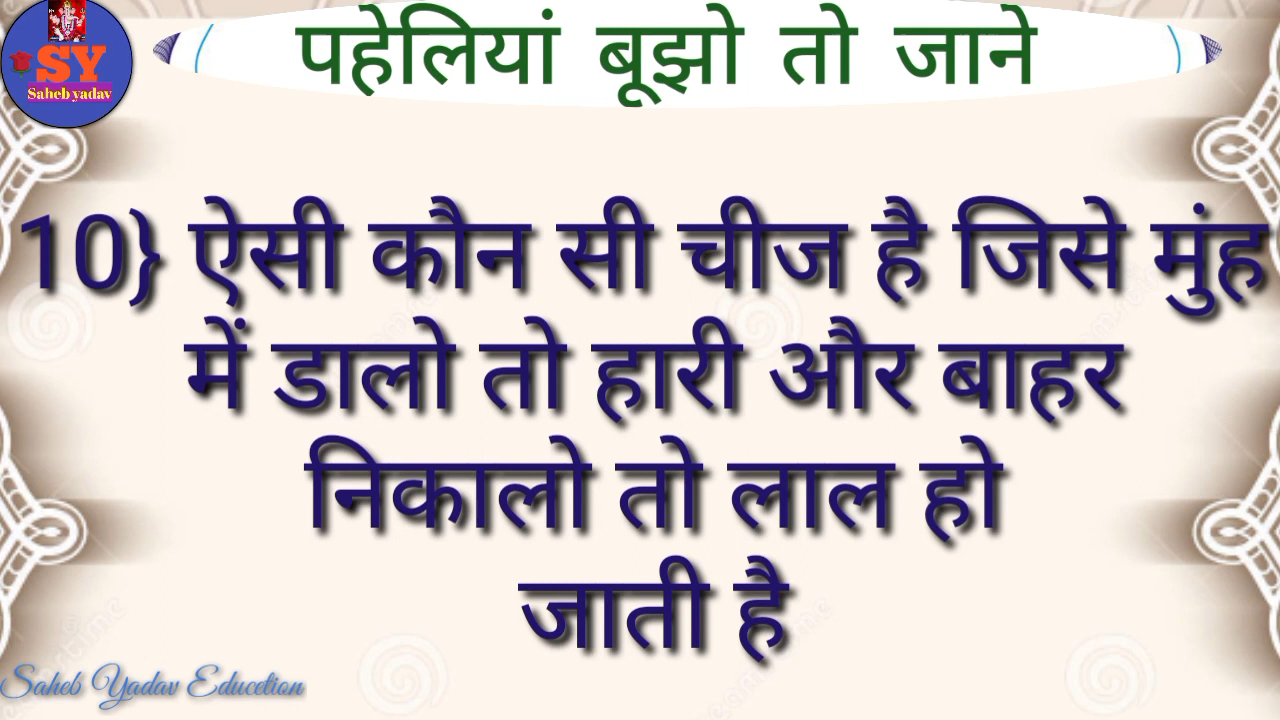 पहेलियां बूझो तो जाने
SY
Saheb yadav
10} ऐसी कौन सी चीज है जिसे मुंह
में डालो तो हारी और बाहर
निकालो तो लाल हो
जाती है
Saheb Yadav Educetion